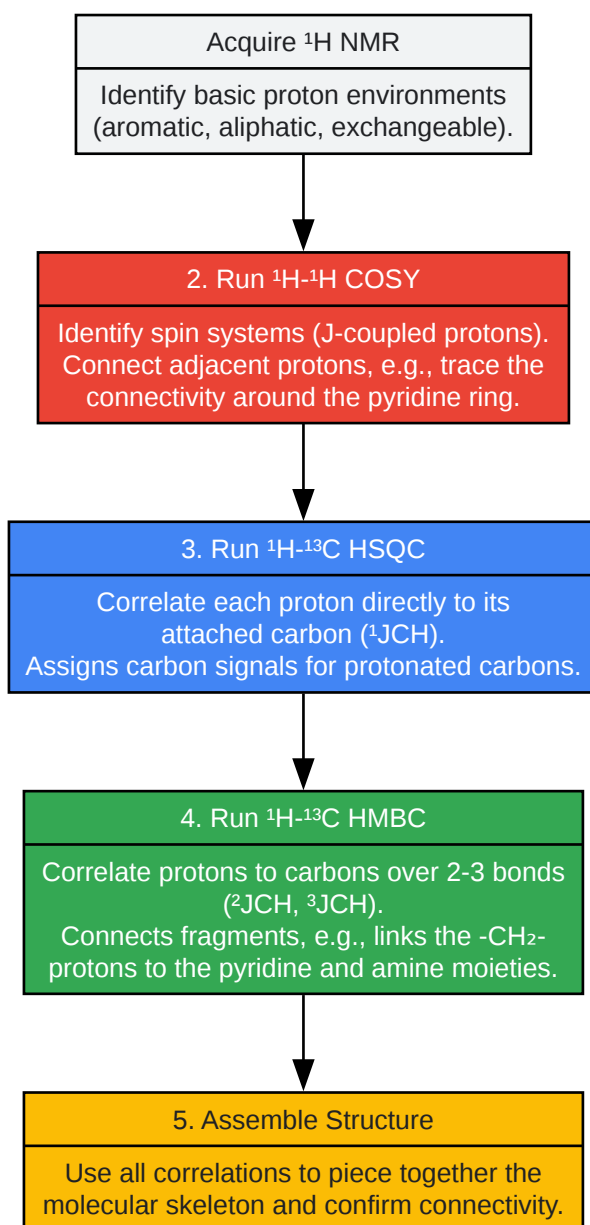 Acquire ¹H NMR
Identify basic proton environments
(aromatic, aliphatic, exchangeable).
2. Run ¹H-¹H COSY
Identify spin systems (J-coupled protons).
Connect adjacent protons, e.g., trace the
connectivity around the pyridine ring.
3. Run ¹H-¹³C HSQC
Correlate each proton directly to its
attached carbon (¹JCH).
Assigns carbon signals for protonated carbons.
4. Run ¹H-¹³C HMBC
Correlate protons to carbons over 2-3 bonds
(²JCH, ³JCH).
Connects fragments, e.g., links the -CH₂-
protons to the pyridine and amine moieties.
5. Assemble Structure
Use all correlations to piece together the
molecular skeleton and confirm connectivity.